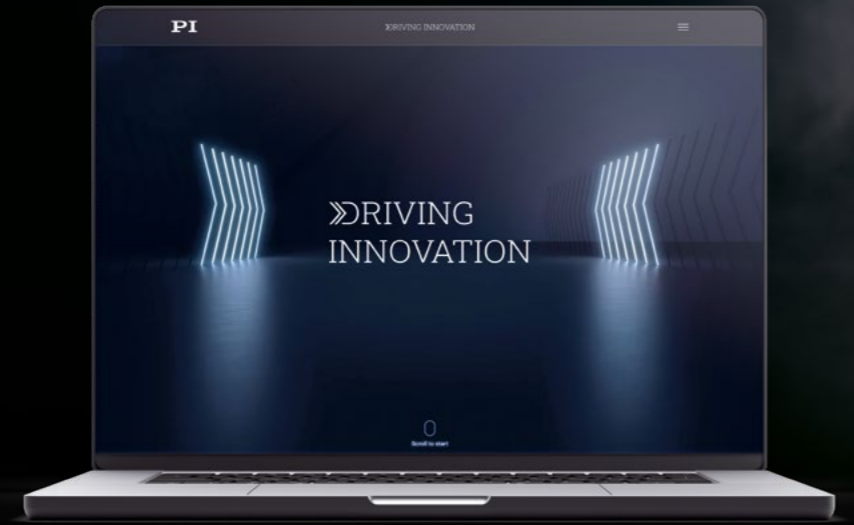 PI
DRIVING INNOVATION
DRIVING
INNOVATION
Scroll to start